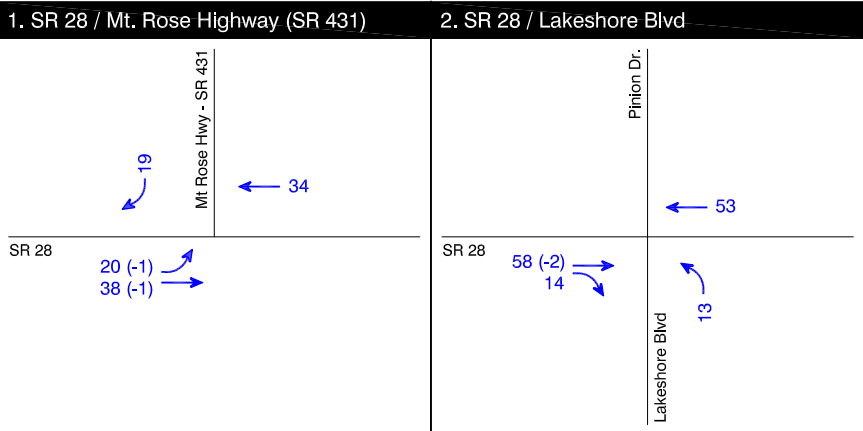 1. SR 28 / Mt. Rose Highway (SR 431)
Mt Rose Hwy - SR 431
19
34
SR 28
20 (-1)
38 (-1)
2. SR 28 / Lakeshore Blvd
Pinion Dr.
53
SR 28
58 (-2)
14
13
Lakeshore Blvd